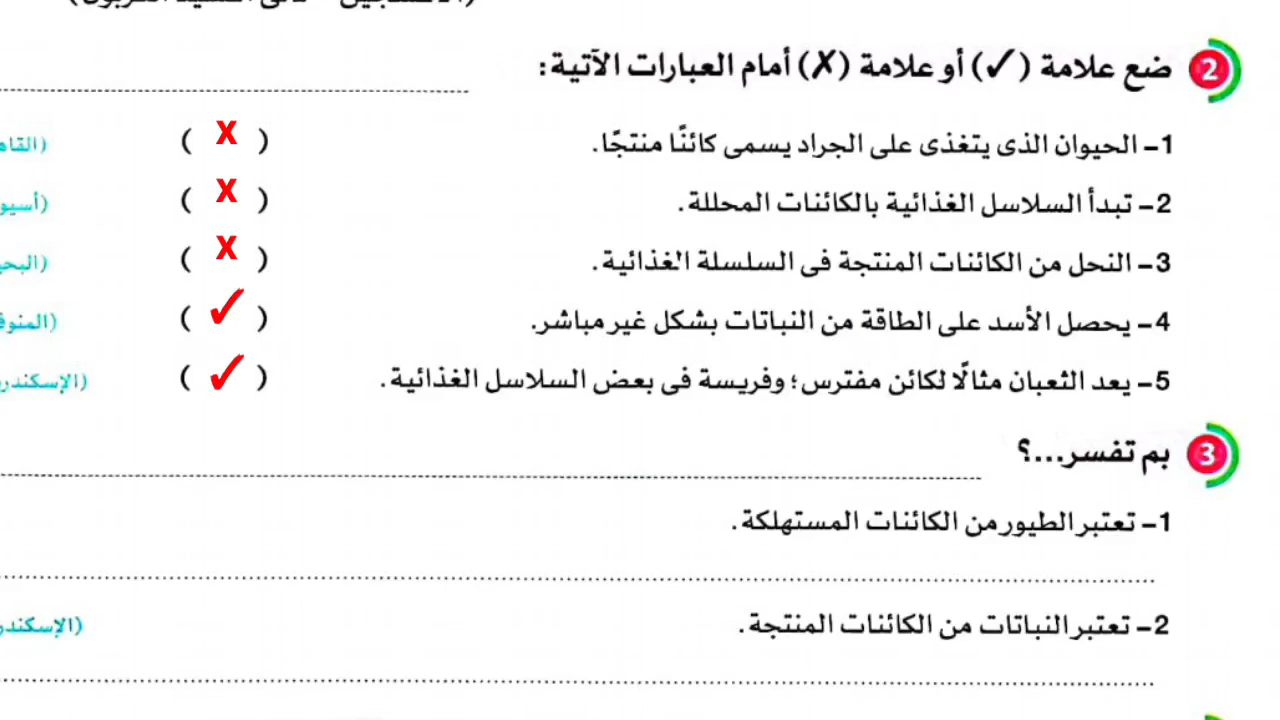 2 ضع علامة (✓) أو علامة (✗) أمام العبارات الآتية:
1- الحيوان الذى يتغذى على الجراد يسمى كائنًا منتجًا. ( X )
2- تبدأ السلاسل الغذائية بالكائنات المحللة. ( X )
3- النحل من الكائنات المنتجة فى السلسلة الغذائية. ( X )
4- يحصل الأسد على الطاقة من النباتات بشكل غير مباشر. ( ✓ )
5- يعد الثعبان مثالًا لكائن مفترس؛ وفريسة فى بعض السلاسل الغذائية. ( ✓ )
3 بم تفسر...؟
1- تعتبر الطيور من الكائنات المستهلكة.
2- تعتبر النباتات من الكائنات المنتجة.